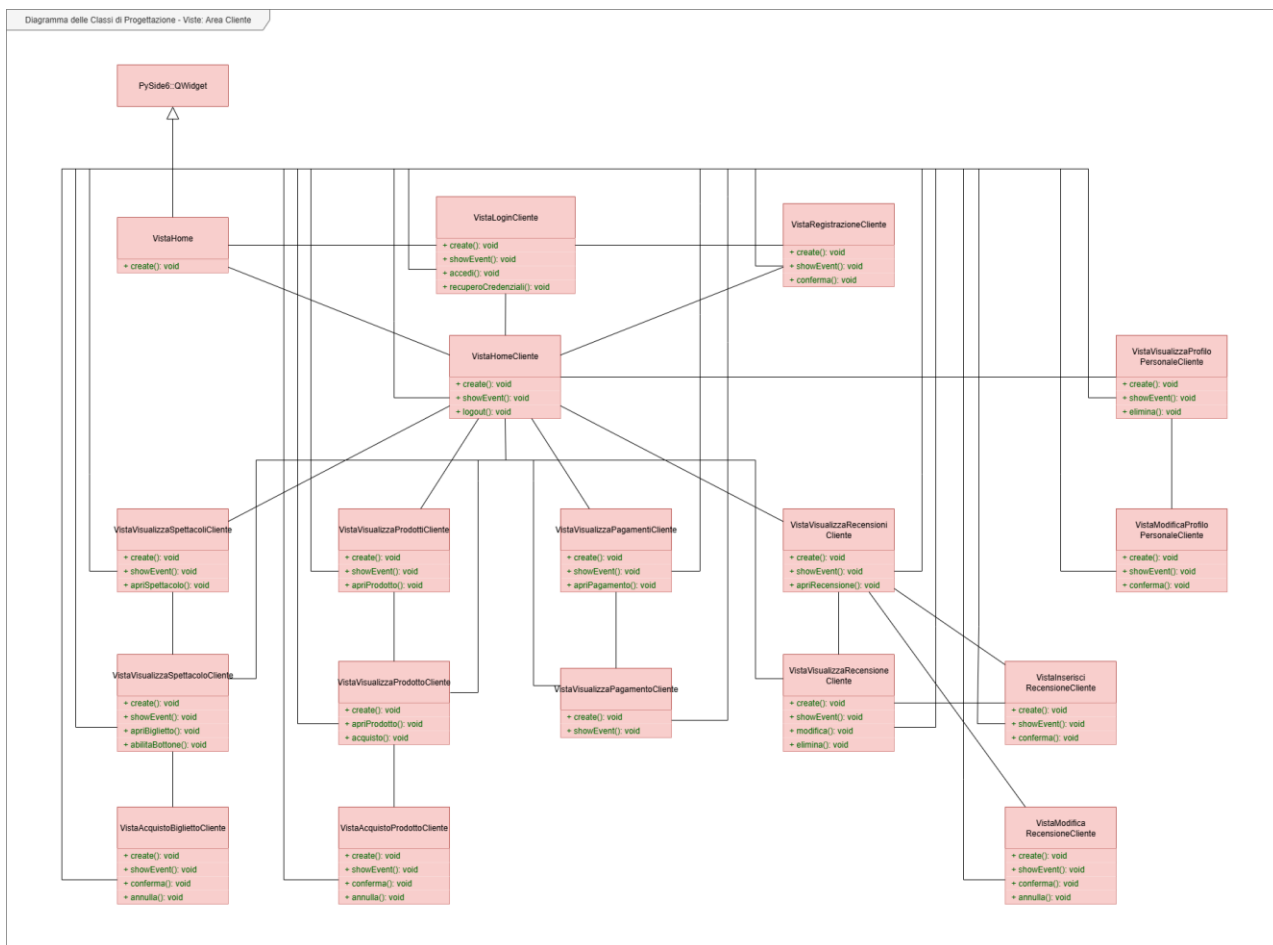 Diagramma delle Classi di Progettazione - Viste: Area Cliente
PySide6::QWidget
VistaHome
+ create(): void
VistaLoginCliente
+ create(): void
+ showEvent(): void
+ accedi(): void
+ recuperoCredenziali(): void
VistaRegistrazioneCliente
+ create(): void
+ showEvent(): void
+ conferma(): void
VistaHomeCliente
+ create(): void
+ showEvent(): void
+ logout(): void
VistaVisualizzaProfilo
PersonaleCliente
+ create(): void
+ showEvent(): void
+ elimina(): void
VistaVisualizzaSpettacoliCliente
+ create(): void
+ showEvent(): void
+ apriSpettacolo(): void
VistaVisualizzaProdottiCliente
+ create(): void
+ showEvent(): void
+ apriProdotto(): void
VistaVisualizzaPagamentiCliente
+ create(): void
+ showEvent(): void
+ apriPagamento(): void
VistaVisualizzaRecensioni
Cliente
+ create(): void
+ showEvent(): void
+ apriRecensione(): void
VistaModificaProfilo
PersonaleCliente
+ create(): void
+ showEvent(): void
+ conferma(): void
VistaVisualizzaSpettacoloCliente
+ create(): void
+ showEvent(): void
+ apriBiglietto(): void
+ abilitaBottone(): void
VistaVisualizzaProdottoCliente
+ create(): void
+ apriProdotto(): void
+ acquisto(): void
VistaVisualizzaPagamentoCliente
+ create(): void
+ showEvent(): void
VistaVisualizzaRecensione
Cliente
+ create(): void
+ showEvent(): void
+ modifica(): void
+ elimina(): void
VistaInserisci
RecensioneCliente
+ create(): void
+ showEvent(): void
+ conferma(): void
VistaAcquistoBigliettoCliente
+ create(): void
+ showEvent(): void
+ conferma(): void
+ annulla(): void
VistaAcquistoProdottoCliente
+ create(): void
+ showEvent(): void
+ conferma(): void
+ annulla(): void
VistaModifica
RecensioneCliente
+ create(): void
+ showEvent(): void
+ conferma(): void
+ annulla(): void